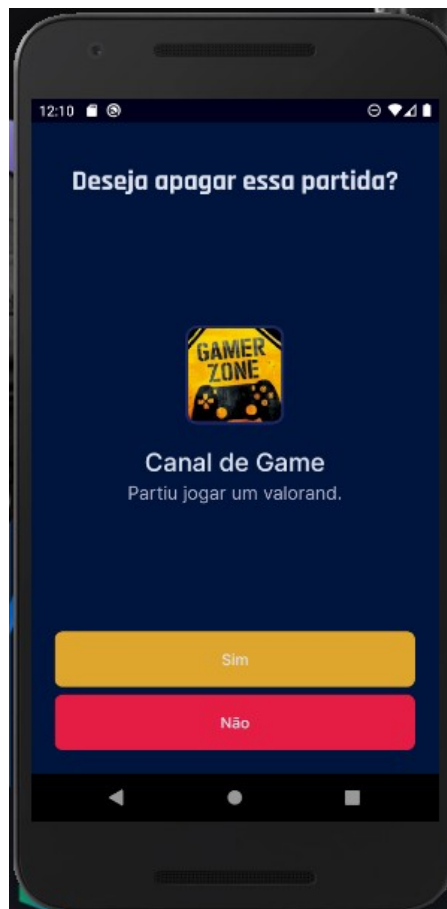 12:10
Deseja apagar essa partida?
GAMER
ZONE
Canal de Game
Partiu jogar um valorand.
Sim
Não